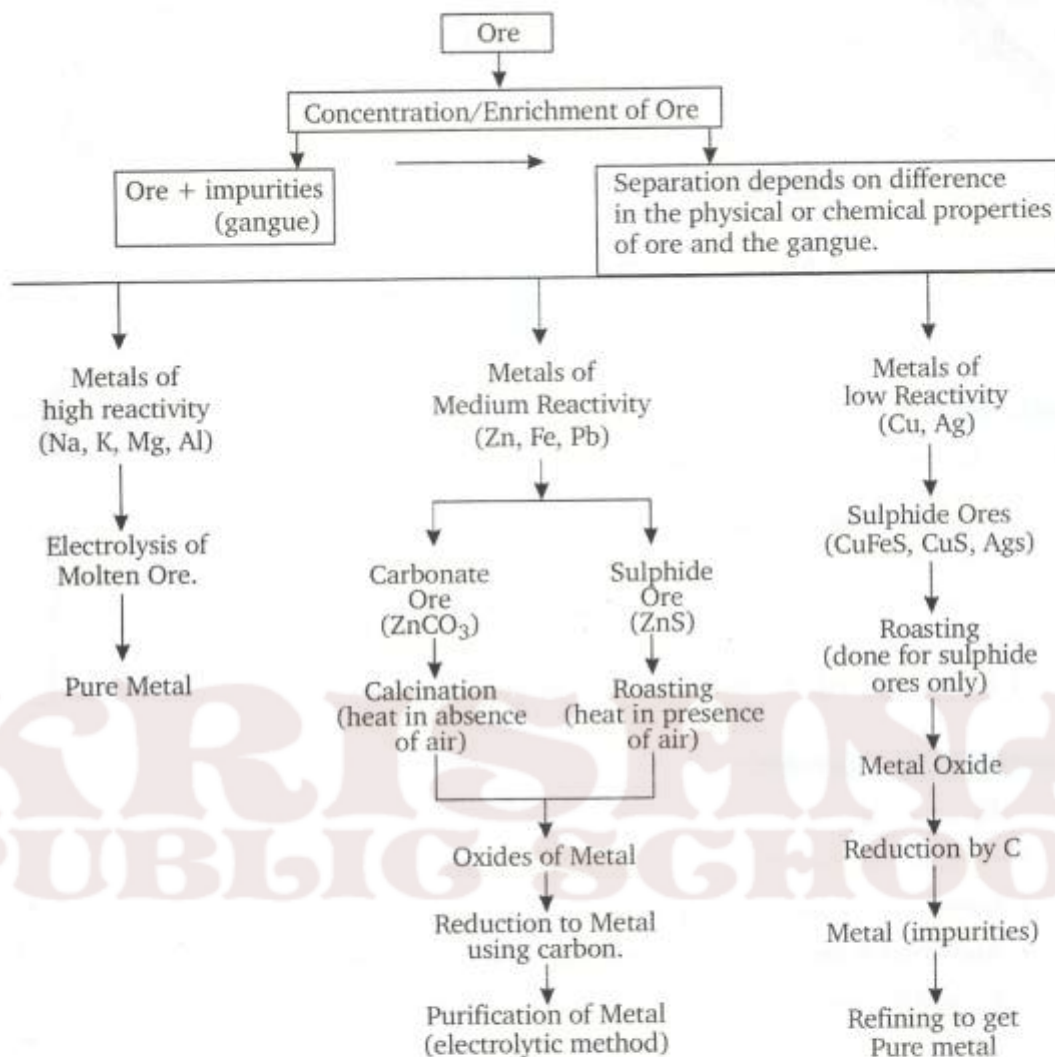 Ore
Concentration/Enrichment of Ore
Ore + impurities
(gangue)
Separation depends on difference
in the physical or chemical properties
of ore and the gangue.
Metals of
high reactivity
(Na, K, Mg, Al)
Electrolysis of
Molten Ore.
Pure Metal
Metals of
Medium Reactivity
(Zn, Fe, Pb)
Carbonate
Ore
(ZnCO₃)
Calcination
(heat in absence
of air)
Sulphide
Ore
(ZnS)
Roasting
(heat in presence
of air)
Oxides of Metal
Reduction to Metal
using carbon.
Purification of Metal
(electrolytic method)
Metals of
low Reactivity
(Cu, Ag)
Sulphide Ores
(CuFeS, CuS, Ags)
Roasting
(done for sulphide
ores only)
Metal Oxide
Reduction by C
Metal (impurities)
Refining to get
Pure metal
PUBLIC SCHOO